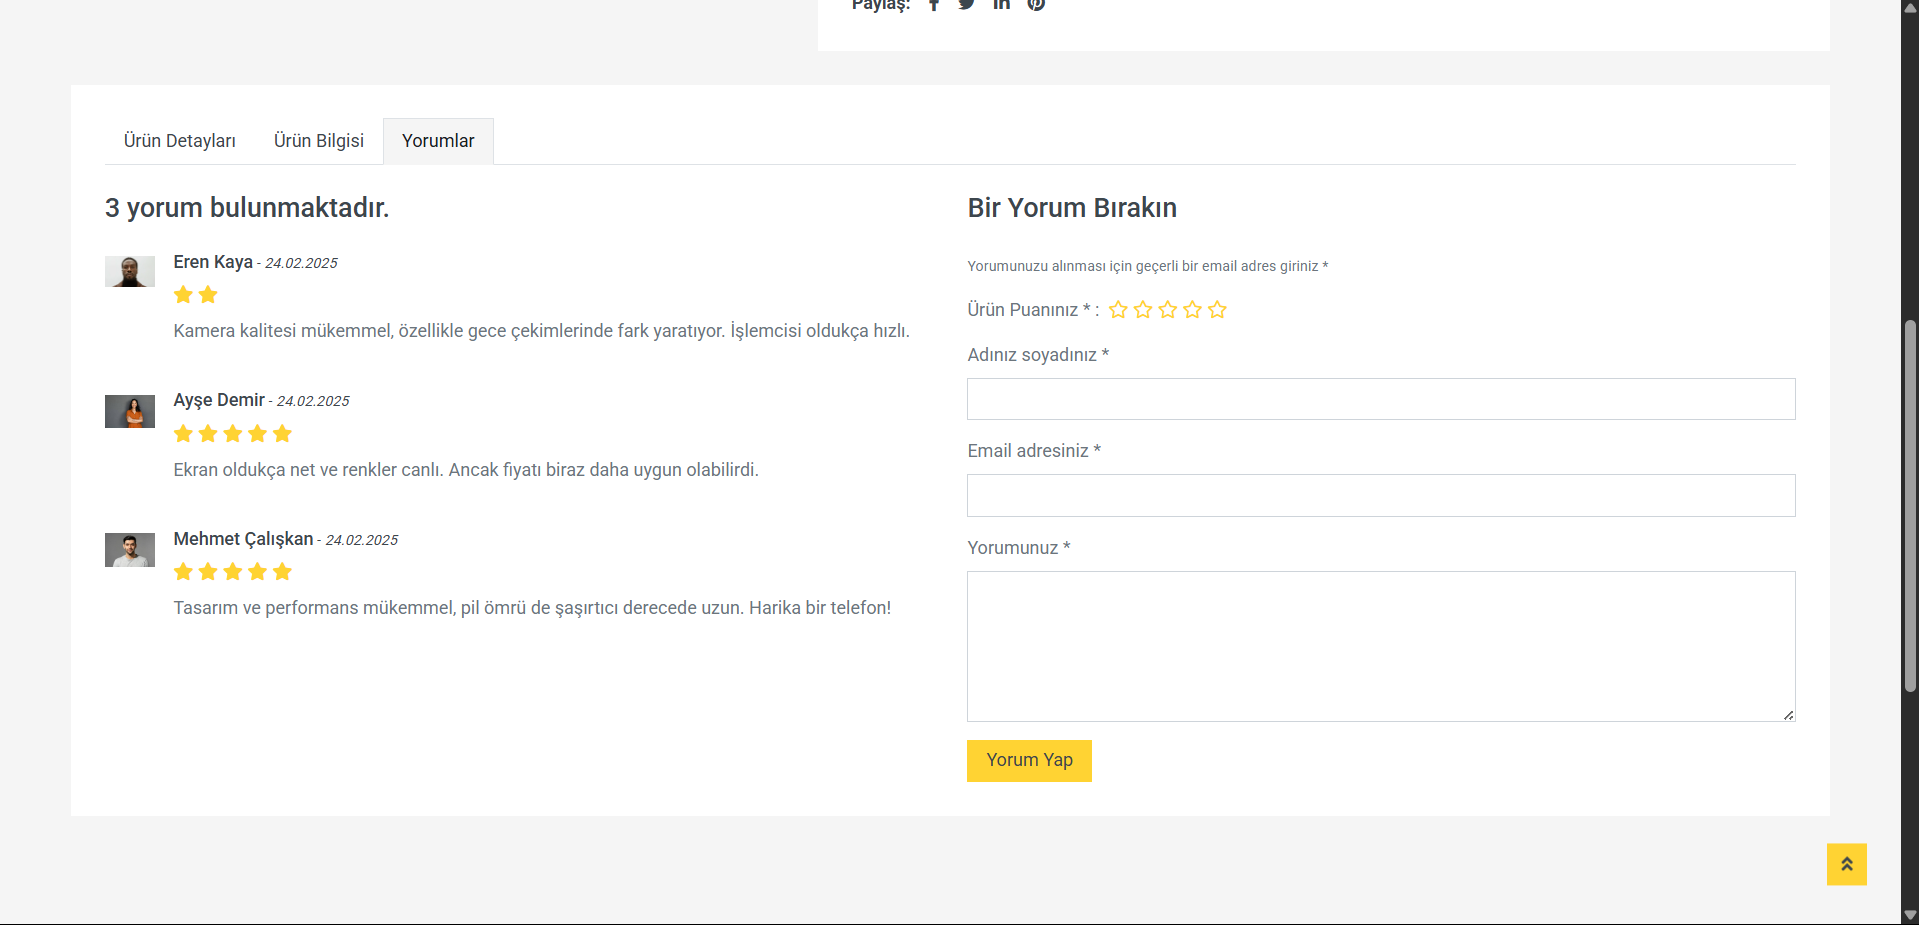 Paylaş:
Ürün Detayları
Ürün Bilgisi
Yorumlar
3 yorum bulunmaktadır.
Eren Kaya - 24.02.2025
Kamera kalitesi mükemmel, özellikle gece çekimlerinde fark yaratıyor. İşlemcisi oldukça hızlı.
Ayşe Demir - 24.02.2025
Ekran oldukça net ve renkler canlı. Ancak fiyatı biraz daha uygun olabilirdi.
Mehmet Çalışkan - 24.02.2025
Tasarım ve performans mükemmel, pil ömrü de şaşırtıcı derecede uzun. Harika bir telefon!
Bir Yorum Bırakın
Yorumunuzu alınması için geçerli bir email adres giriniz *
Ürün Puanınız * :
Adınız soyadınız *
Email adresiniz *
Yorumunuz *
Yorum Yap